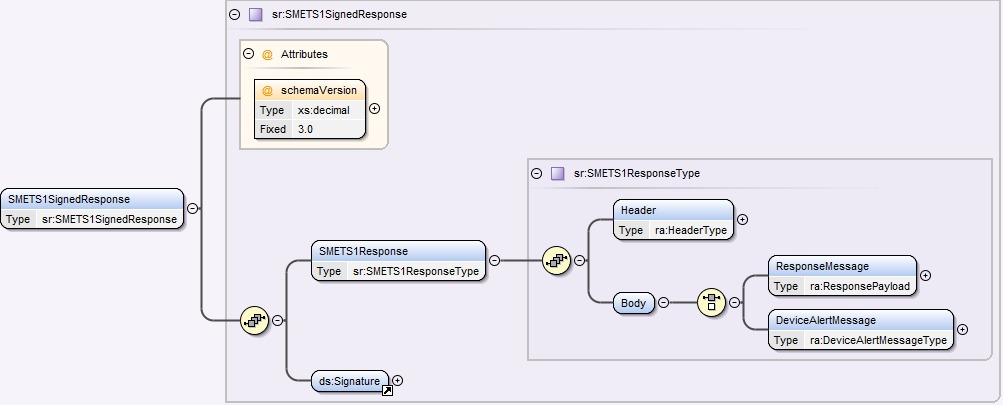 sr:SMETS1SignedResponse
@ Attributes
@ schemaVersion
Type xs:decimal
Fixed 3.0
SMETS1SignedResponse
Type sr:SMETS1SignedResponse
SMETS1Response
Type sr:SMETS1ResponseType
ds:Signature
sr:SMETS1ResponseType
Header
Type ra:HeaderType
Body
ResponseMessage
Type ra:ResponsePayload
DeviceAlertMessage
Type ra:DeviceAlertMessageType